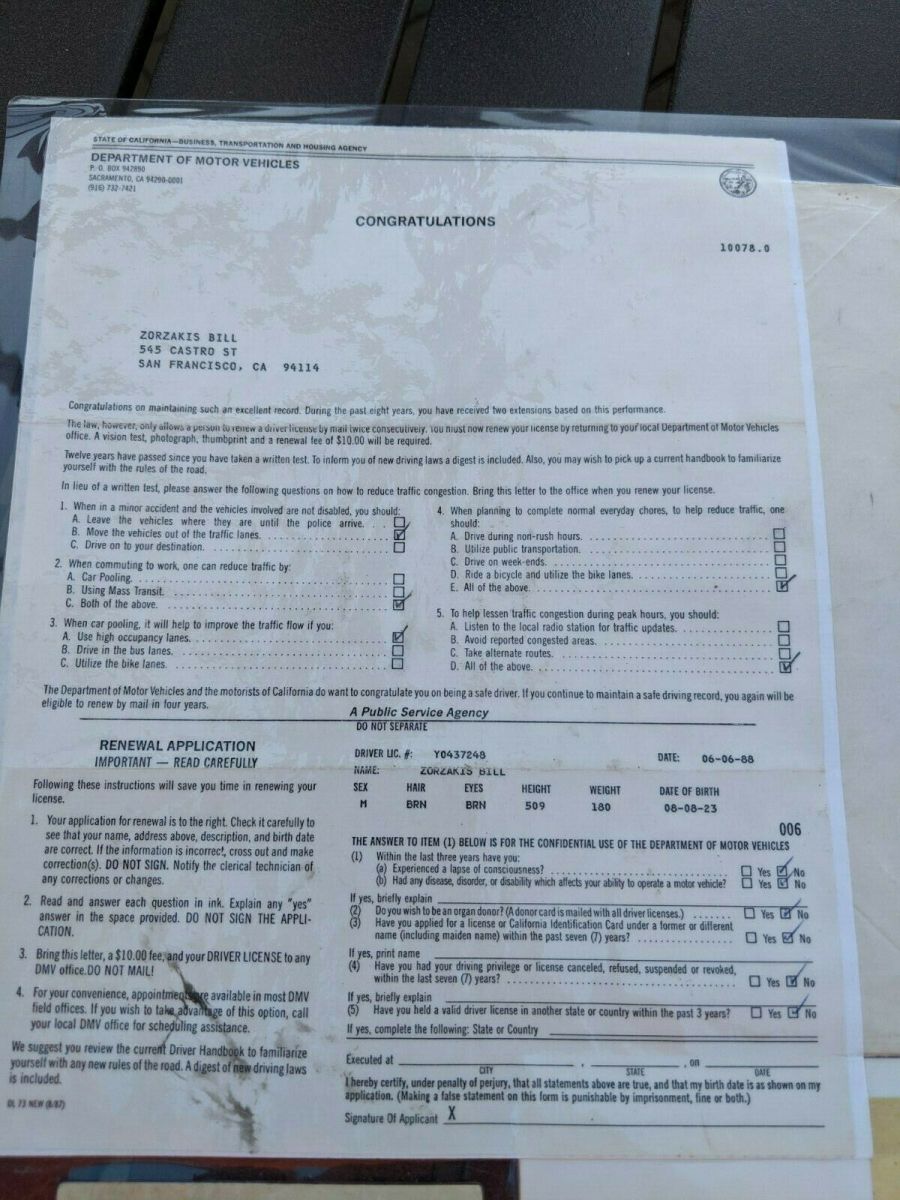 STATE OF CALIFORNIA—BUSINESS, TRANSPORTATION AND HOUSING AGENCY
DEPARTMENT OF MOTOR VEHICLES
P. O. BOX 942890
SACRAMENTO, CA 94290-0001
(916) 732-7421
CONGRATULATIONS
10078.0
ZORZAKIS BILL
545 CASTRO ST
SAN FRANCISCO, CA 94114
Congratulations on maintaining such an excellent record. During the past eight years, you have received two extensions based on this performance.
The law, however, only allows a person to renew a driver license by mail twice consecutively. You must now renew your license by returning to your local Department of Motor Vehicles
office. A vision test, photograph, thumbprint and a renewal fee of $10.00 will be required.
Twelve years have passed since you have taken a written test. To inform you of new driving laws a digest is included. Also, you may wish to pick up a current handbook to familiarize
yourself with the rules of the road.
In lieu of a written test, please answer the following questions on how to reduce traffic congestion. Bring this letter to the office when you renew your license.
1. When in a minor accident and the vehicles involved are not disabled, you should:
A. Leave the vehicles where they are until the police arrive. . .
B. Move the vehicles out of the traffic lanes. . . . . . . . . . . . . . . . . . .
C. Drive on to your destination. . . . . . . . . . . . . . . . . . . . . . . . . . . . . .
2. When commuting to work, one can reduce traffic by:
A. Car Pooling. . . . . . . . . . . . . . . . . . . . . . . . . . . . . . . . . . . . . . . . . .
B. Using Mass Transit. . . . . . . . . . . . . . . . . . . . . . . . . . . . . . . . . . .
C. Both of the above. . . . . . . . . . . . . . . . . . . . . . . . . . . . . . . . . . . .
3. When car pooling, it will help to improve the traffic flow if you:
A. Use high occupancy lanes. . . . . . . . . . . . . . . . . . . . . . . . . . . . .
B. Drive in the bus lanes. . . . . . . . . . . . . . . . . . . . . . . . . . . . . . . . .
C. Utilize the bike lanes. . . . . . . . . . . . . . . . . . . . . . . . . . . . . . . . . .
4. When planning to complete normal everyday chores, to help reduce traffic, one
should:
A. Drive during non-rush hours. . . . . . . . . . . . . . . . . . . . . . . . . .
B. Utilize public transportation. . . . . . . . . . . . . . . . . . . . . . . . . .
C. Drive on week-ends. . . . . . . . . . . . . . . . . . . . . . . . . . . . . . . . .
D. Ride a bicycle and utilize the bike lanes. . . . . . . . . . . . . . . . . . .
E. All of the above. . . . . . . . . . . . . . . . . . . . . . . . . . . . . . . . . . . . .
5. To help lessen traffic congestion during peak hours, you should:
A. Listen to the local radio station for traffic updates. . . . . . . . . . . .
B. Avoid reported congested areas. . . . . . . . . . . . . . . . . . . . . . . .
C. Take alternate routes. . . . . . . . . . . . . . . . . . . . . . . . . . . . . . . .
D. All of the above. . . . . . . . . . . . . . . . . . . . . . . . . . . . . . . . . . . .
The Department of Motor Vehicles and the motorists of California do want to congratulate you on being a safe driver. If you continue to maintain a safe driving record, you again will be
eligible to renew by mail in four years.
A Public Service Agency
DO NOT SEPARATE
RENEWAL APPLICATION
IMPORTANT — READ CAREFULLY
Following these instructions will save you time in renewing your
license.
1. Your application for renewal is to the right. Check it carefully to
see that your name, address above, description, and birth date
are correct. If the information is incorrect, cross out and make
correction(s). DO NOT SIGN. Notify the clerical technician of
any corrections or changes.
2. Read and answer each question in ink. Explain any "yes"
answer in the space provided. DO NOT SIGN THE APPLI-
CATION.
3. Bring this letter, a $10.00 fee, and your DRIVER LICENSE to any
DMV office. DO NOT MAIL!
4. For your convenience, appointments are available in most DMV
field offices. If you wish to take advantage of this option, call
your local DMV office for scheduling assistance.
We suggest you review the current Driver Handbook to familiarize
yourself with any new rules of the road. A digest of new driving laws
is included.
DL 73 NEW (8/87)
DRIVER LIC. #: Y0437248 DATE: 06-06-88
NAME: ZORZAKIS BILL
SEX HAIR EYES HEIGHT WEIGHT DATE OF BIRTH
M BRN BRN 509 180 08-08-23
006
THE ANSWER TO ITEM (1) BELOW IS FOR THE CONFIDENTIAL USE OF THE DEPARTMENT OF MOTOR VEHICLES
(1) Within the last three years have you:
(a) Experienced a lapse of consciousness? . . . . . . . . . . . . . . . . . . . . . . . . . Yes No
(b) Had any disease, disorder, or disability which affects your ability to operate a motor vehicle? Yes No
If yes, briefly explain
(2) Do you wish to be an organ donor? (A donor card is mailed with all driver licenses.) . . . . . . . Yes No
(3) Have you applied for a license or California Identification Card under a former or different
name (including maiden name) within the past seven (7) years? . . . . . . . . . . . . . . . . . . Yes No
If yes, print name
(4) Have you had your driving privilege or license canceled, refused, suspended or revoked,
within the last seven (7) years? . . . . . . . . . . . . . . . . . . . . . . . . . . . . . . . . . . Yes No
If yes, briefly explain
(5) Have you held a valid driver license in another state or country within the past 3 years? Yes No
If yes, complete the following: State or Country
Executed at , on
CITY STATE DATE
I hereby certify, under penalty of perjury, that all statements above are true, and that my birth date is as shown on my
application. (Making a false statement on this form is punishable by imprisonment, fine or both.)
Signature Of Applicant X